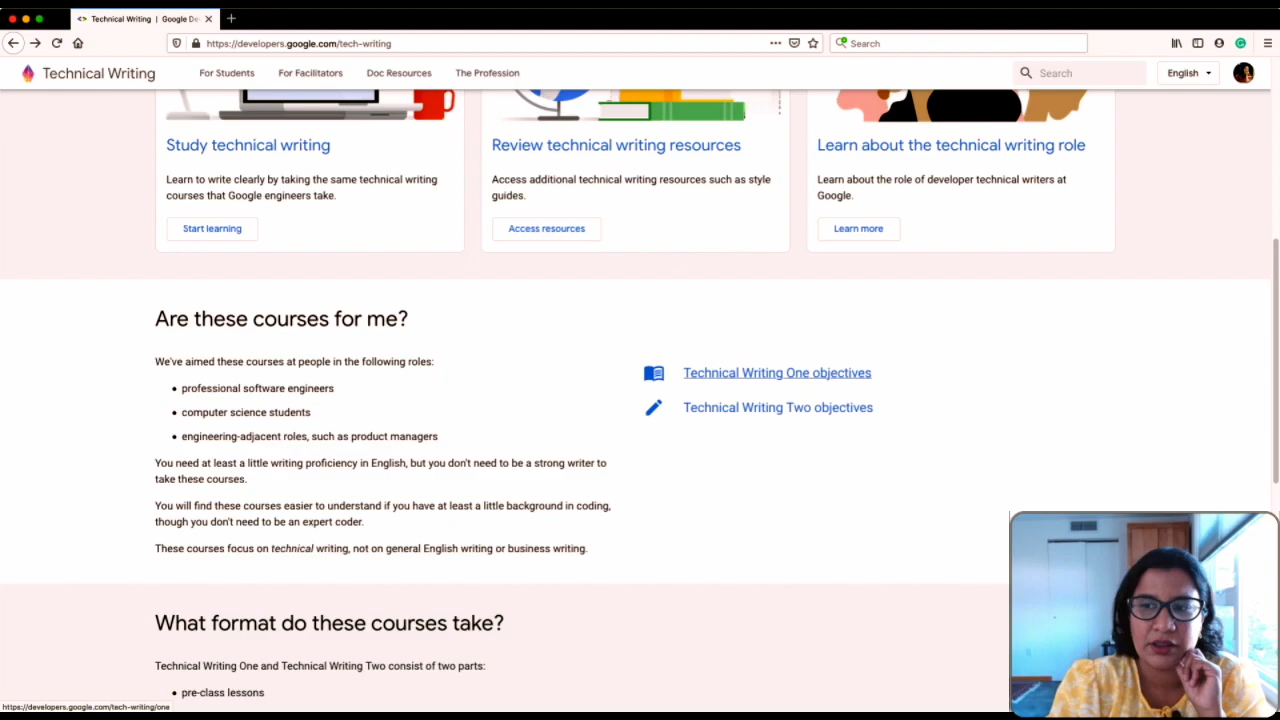 Technical Writing | Google De
https://developers.google.com/tech-writing
Search
Technical Writing
For Students
For Facilitators
Doc Resources
The Profession
Search
English
Study technical writing
Learn to write clearly by taking the same technical writing
courses that Google engineers take.
Start learning
Review technical writing resources
Access additional technical writing resources such as style
guides.
Access resources
Learn about the technical writing role
Learn about the role of developer technical writers at
Google.
Learn more
Are these courses for me?
We've aimed these courses at people in the following roles:
• professional software engineers
• computer science students
• engineering-adjacent roles, such as product managers
You need at least a little writing proficiency in English, but you don't need to be a strong writer to
take these courses.
You will find these courses easier to understand if you have at least a little background in coding,
though you don't need to be an expert coder.
These courses focus on technical writing, not on general English writing or business writing.
Technical Writing One objectives
Technical Writing Two objectives
What format do these courses take?
Technical Writing One and Technical Writing Two consist of two parts:
• pre-class lessons
https://developers.google.com/tech-writing/one